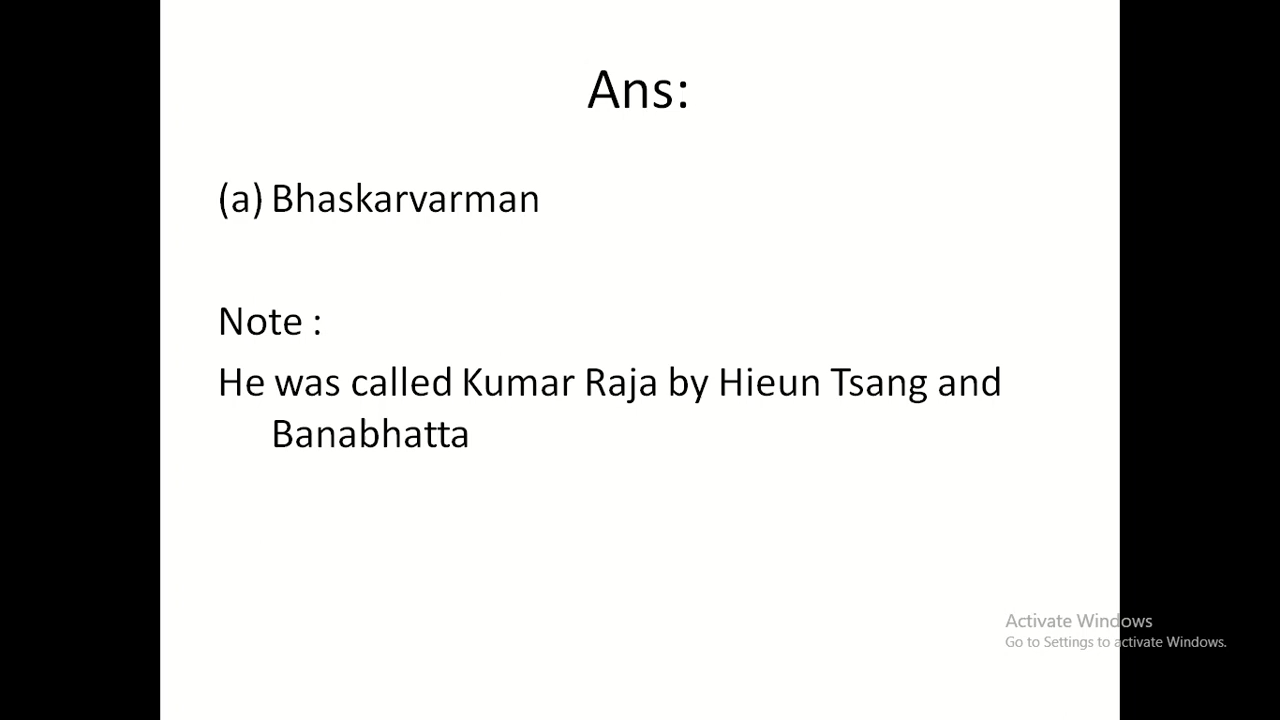 Ans:
(a) Bhaskarvarman
Note :
He was called Kumar Raja by Hieun Tsang and
Banabhatta
Activate Windows
Go to Settings to activate Windows.